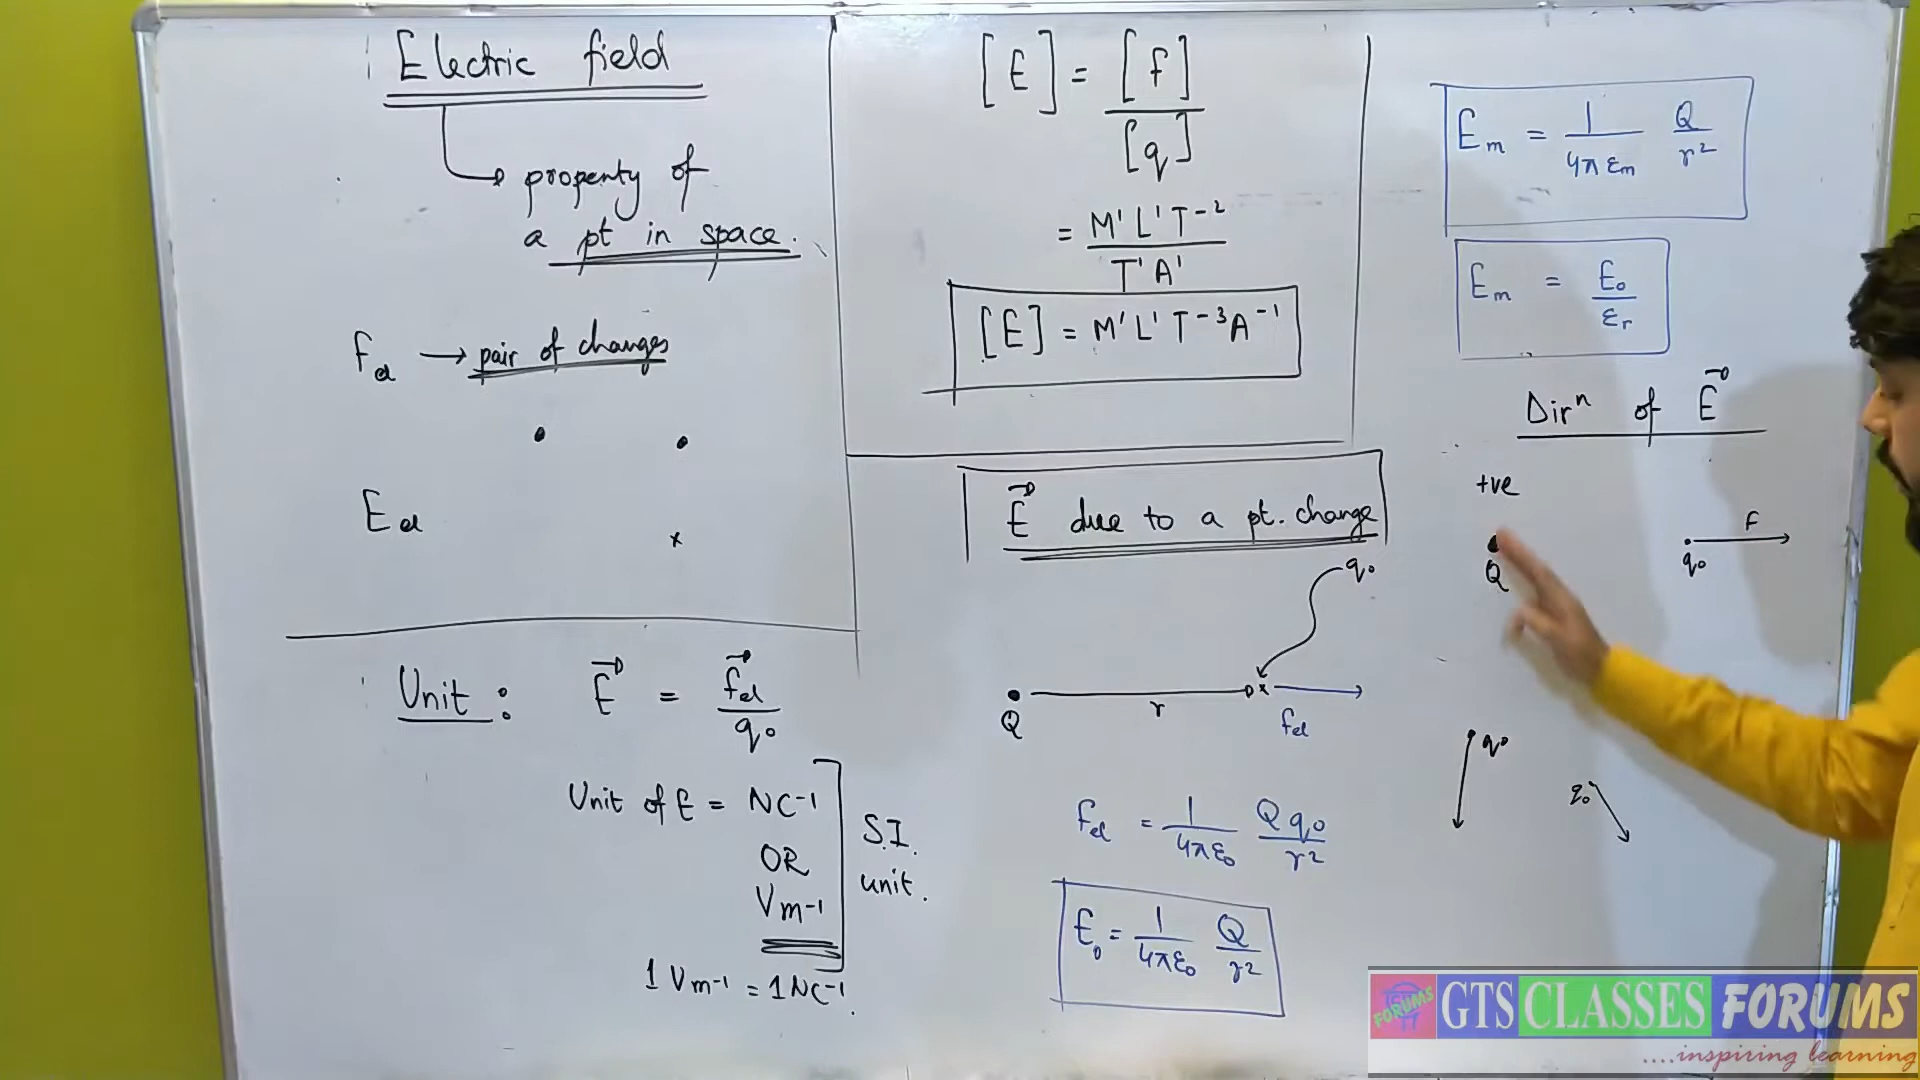 Electric field
property of
a pt in space.
Fel → pair of charges
Eel
x
Unit : E⃗ = F⃗el / q₀
Unit of E = NC⁻¹
OR
Vm⁻¹
S.I.
unit.
1 Vm⁻¹ = 1 NC⁻¹.
[E] = [F] / [q]
= M¹ L¹ T⁻² / T¹ A¹
[E] = M¹ L¹ T⁻³ A⁻¹
E⃗ due to a pt. charge
q₀
Q r x Fel
Fel = 1/4πε₀ Q q₀/r²
E₀ = 1/4πε₀ Q/r²
Em = 1/4πεm Q/r²
Em = E₀/εr
Dirⁿ of E⃗
+ve
Q q₀ F
q₀
q₀
FORUMS
GTS CLASSES FORUMS
....inspiring learning